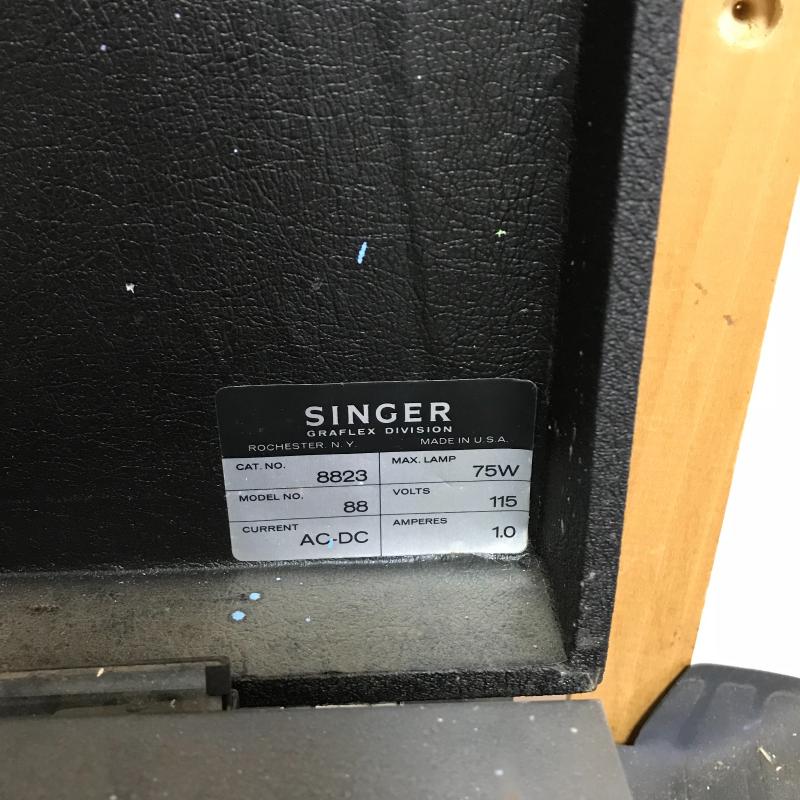 SINGER
GRAFLEX DIVISION
ROCHESTER, N.Y. MADE IN U.S.A.
CAT. NO. 8823 MAX. LAMP 75W
MODEL NO. 88 VOLTS 115
CURRENT AC-DC AMPERES 1.0